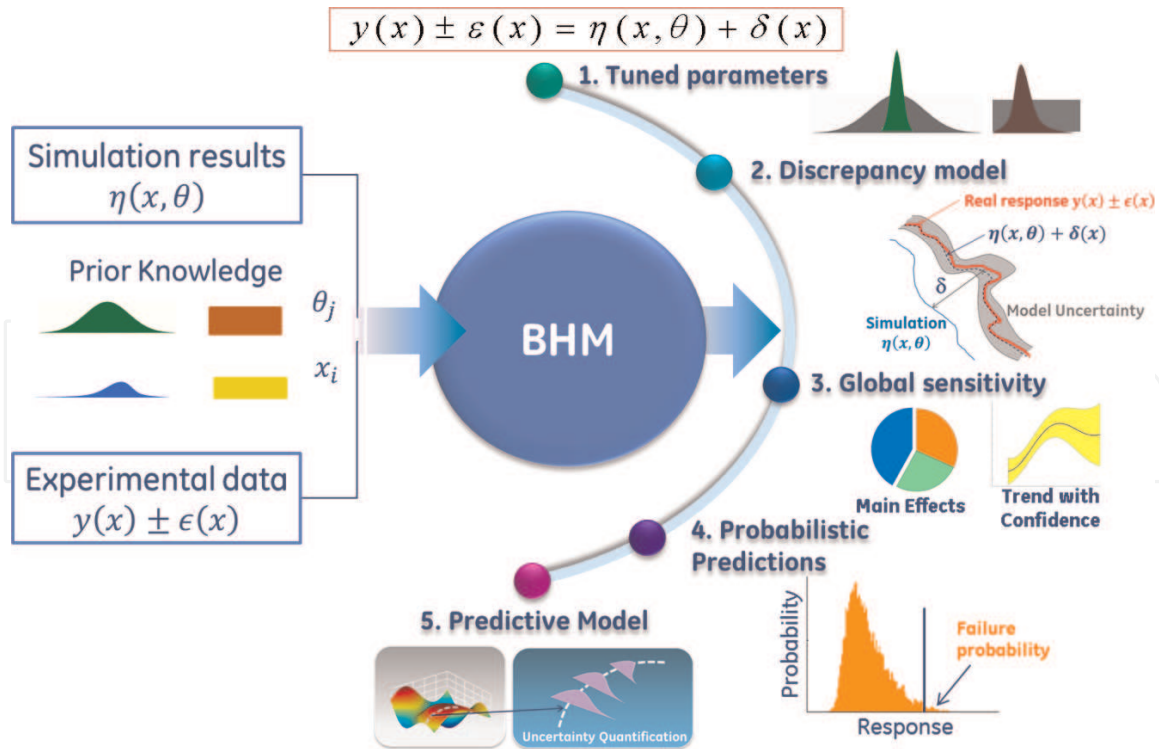 y(x) ± ε(x) = η(x, θ) + δ(x)
1. Tuned parameters
Simulation results
η(x, θ)
2. Discrepancy model
Real response y(x) ± ϵ(x)
η(x, θ) + δ(x)
δ
Model Uncertainty
Simulation
η(x, θ)
Prior Knowledge
θj
xi
BHM
3. Global sensitivity
Main Effects
Trend with
Confidence
Experimental data
y(x) ± ϵ(x)
4. Probabilistic
Predictions
Probability
Failure
probability
Response
5. Predictive Model
Uncertainty Quantification